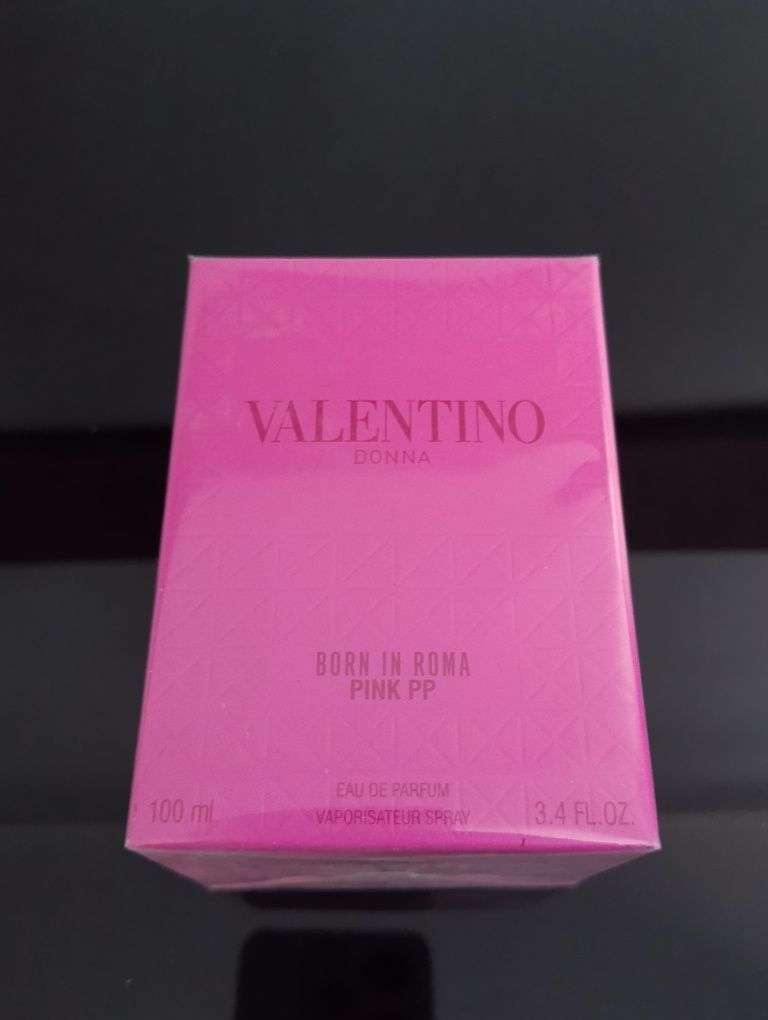 VALENTINO
DONNA
BORN IN ROMA
PINK PP
EAU DE PARFUM
100 ml VAPORISATEUR SPRAY 3.4 FL.OZ.